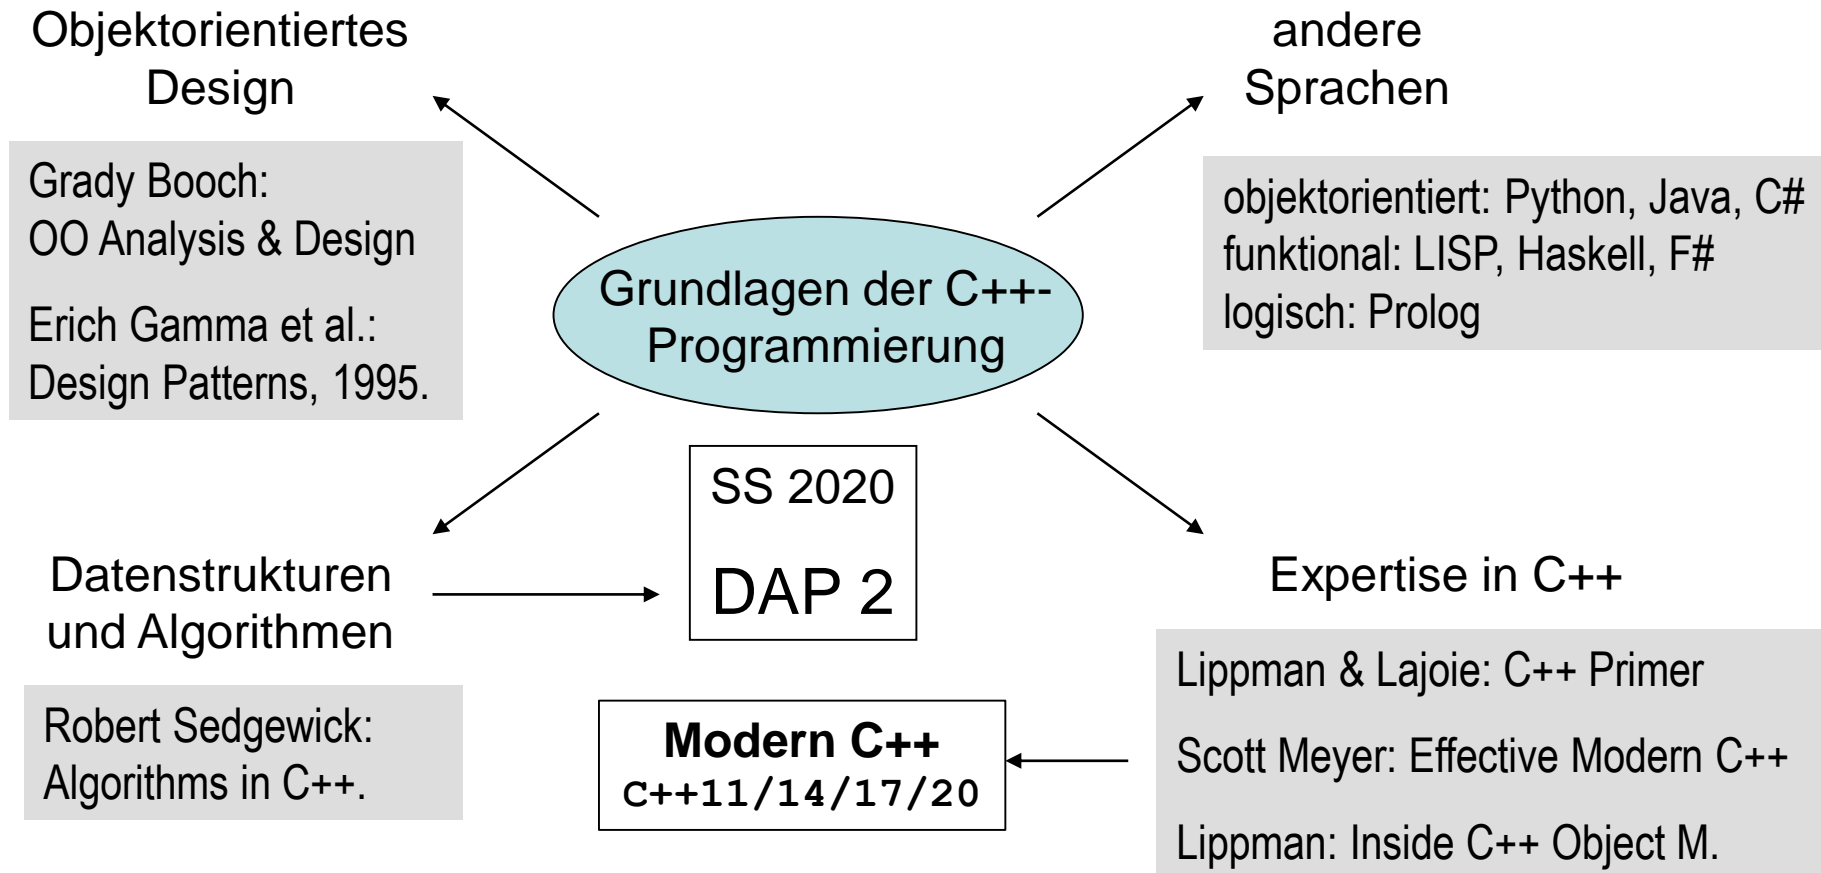 Objektorientiertes
Design
Grady Booch:
OO Analysis & Design
Erich Gamma et al.:
Design Patterns, 1995.
andere
Sprachen
objektorientiert: Python, Java, C#
funktional: LISP, Haskell, F#
logisch: Prolog
Grundlagen der C++-
Programmierung
Datenstrukturen
und Algorithmen
Robert Sedgewick:
Algorithms in C++.
SS 2020
DAP 2
Expertise in C++
Lippman & Lajoie: C++ Primer
Scott Meyer: Effective Modern C++
Lippman: Inside C++ Object M.
Modern C++
C++11/14/17/20